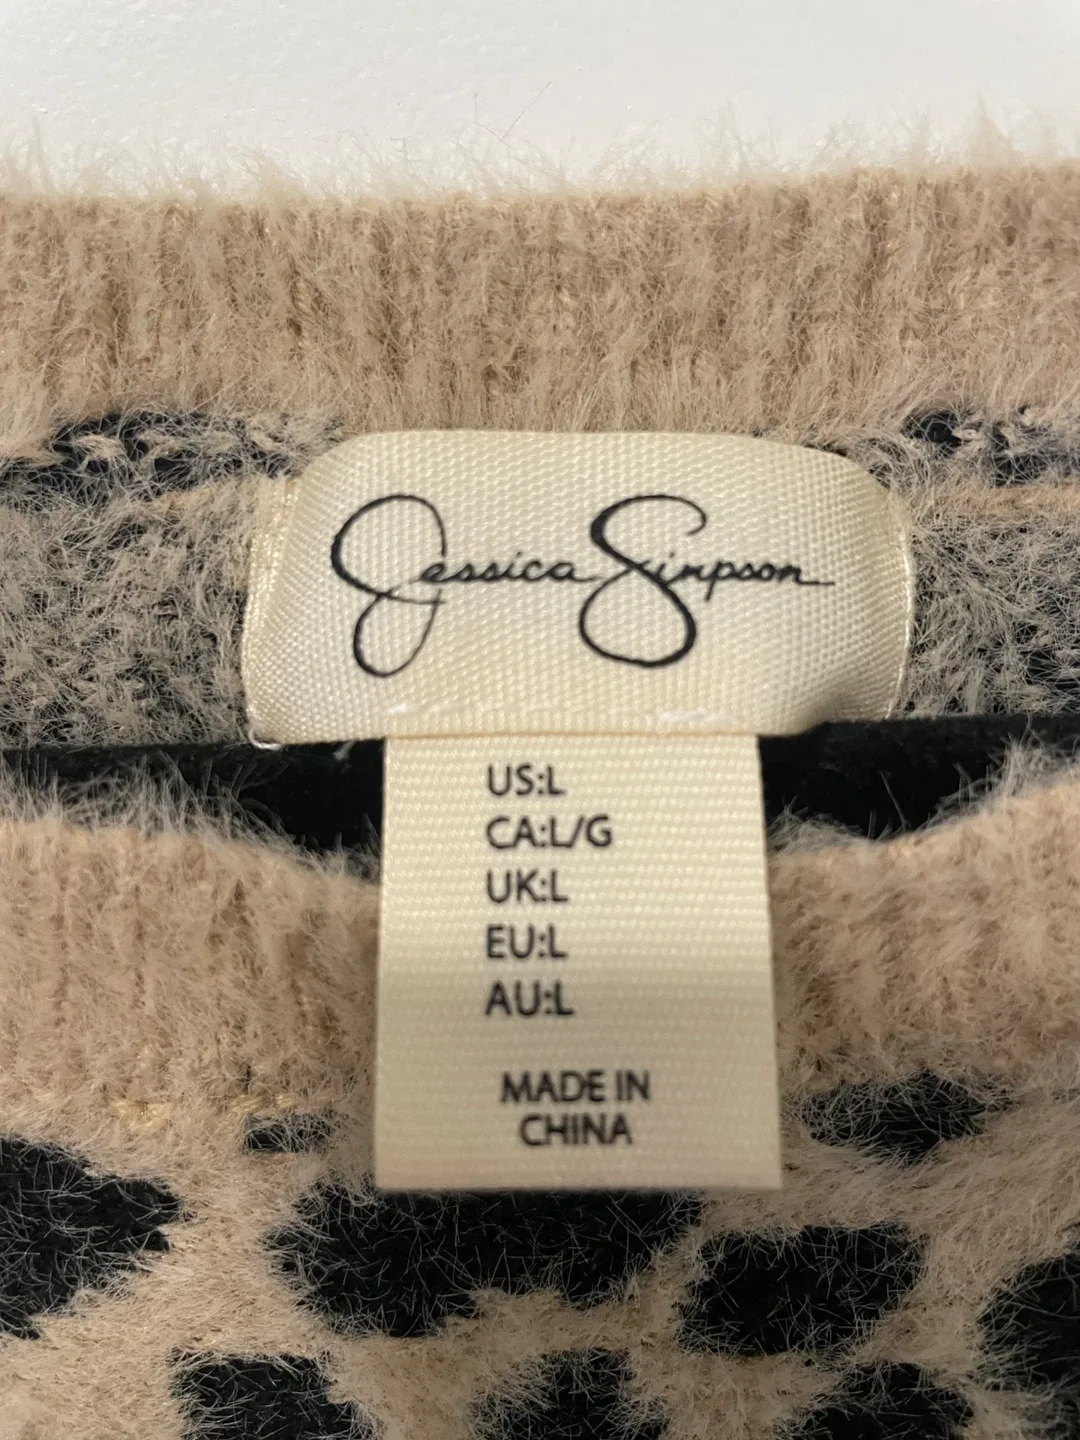 Jessica Simpson
US:L
CA:L/G
UK:L
EU:L
AU:L
MADE IN
CHINA